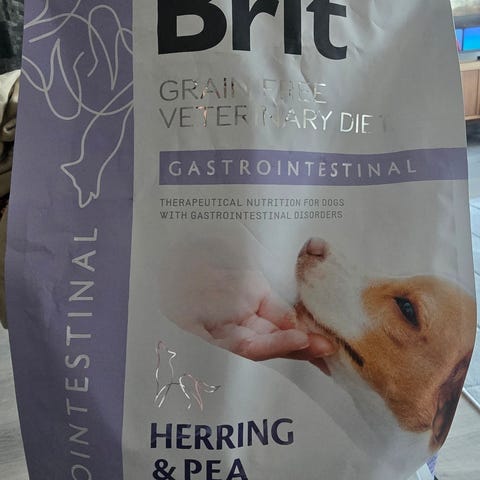 Brit
GRAIN FREE
VETERINARY DIET
GASTROINTESTINAL
THERAPEUTICAL NUTRITION FOR DOGS
WITH GASTROINTESTINAL DISORDERS
HERRING
& PEA
OINTESTINAL